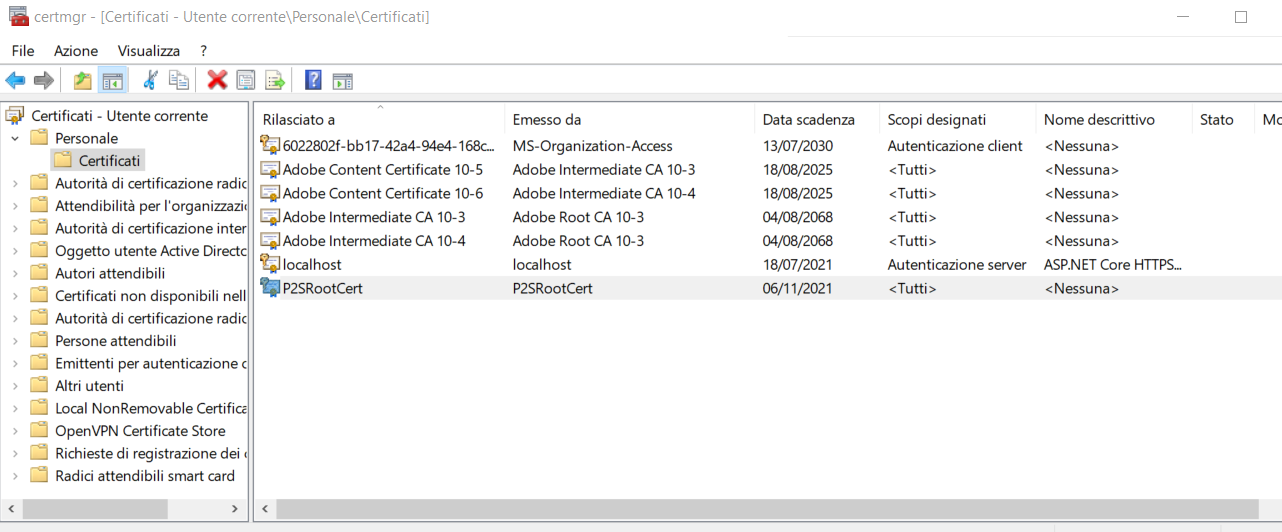 certmgr - [Certificati - Utente corrente\Personale\Certificati]
File Azione Visualizza ?
Certificati - Utente corrente
Personale
Certificati
Autorità di certificazione radic
Attendibilità per l'organizzazio
Autorità di certificazione inter
Oggetto utente Active Directo
Autori attendibili
Certificati non disponibili nell
Autorità di certificazione radic
Persone attendibili
Emittenti per autenticazione c
Altri utenti
Local NonRemovable Certifica
OpenVPN Certificate Store
Richieste di registrazione dei c
Radici attendibili smart card
Rilasciato a Emesso da Data scadenza Scopi designati Nome descrittivo Stato Mo
6022802f-bb17-42a4-94e4-168c... MS-Organization-Access 13/07/2030 Autenticazione client <Nessuna>
Adobe Content Certificate 10-5 Adobe Intermediate CA 10-3 18/08/2025 <Tutti> <Nessuna>
Adobe Content Certificate 10-6 Adobe Intermediate CA 10-4 18/08/2025 <Tutti> <Nessuna>
Adobe Intermediate CA 10-3 Adobe Root CA 10-3 04/08/2068 <Tutti> <Nessuna>
Adobe Intermediate CA 10-4 Adobe Root CA 10-3 04/08/2068 <Tutti> <Nessuna>
localhost localhost 18/07/2021 Autenticazione server ASP.NET Core HTTPS...
P2SRootCert P2SRootCert 06/11/2021 <Tutti> <Nessuna>